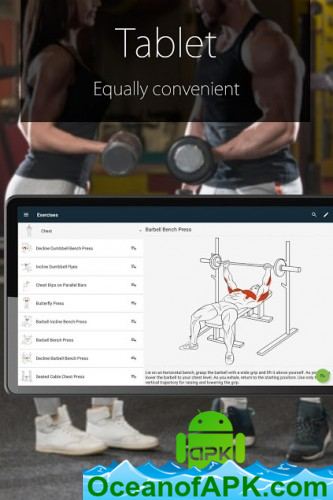 Tablet
Equally convenient
Exercises
Chest
Barbell Bench Press
Decline Dumbbell Bench Press
Incline Dumbbell Flyes
Chest Dips on Parallel Bars
Butterfly Press
Barbell Incline Bench Press
Barbell Bench Press
Decline Barbell Bench Press
Seated Cable Chest Press
Lie on Horizontal bench, grasp the barbell with a wide grip and lift it above yourself. As you
lower the barbell to your chest level. As you exhale, return to the starting position. Use only
vertical trajectory for raising and lowering the grip.
apk
OceanofAPK.com